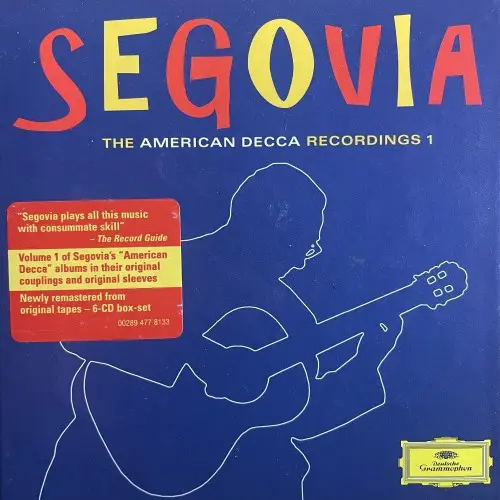 SEGOVIA
THE AMERICAN DECCA RECORDINGS 1
"Segovia plays all this music
with consummate skill"
– The Record Guide
Volume 1 of Segovia's "American
Decca" albums in their original
couplings and original sleeves
Newly remastered from
original tapes – 6-CD box-set
00289 477 8133
Deutsche
Grammophon